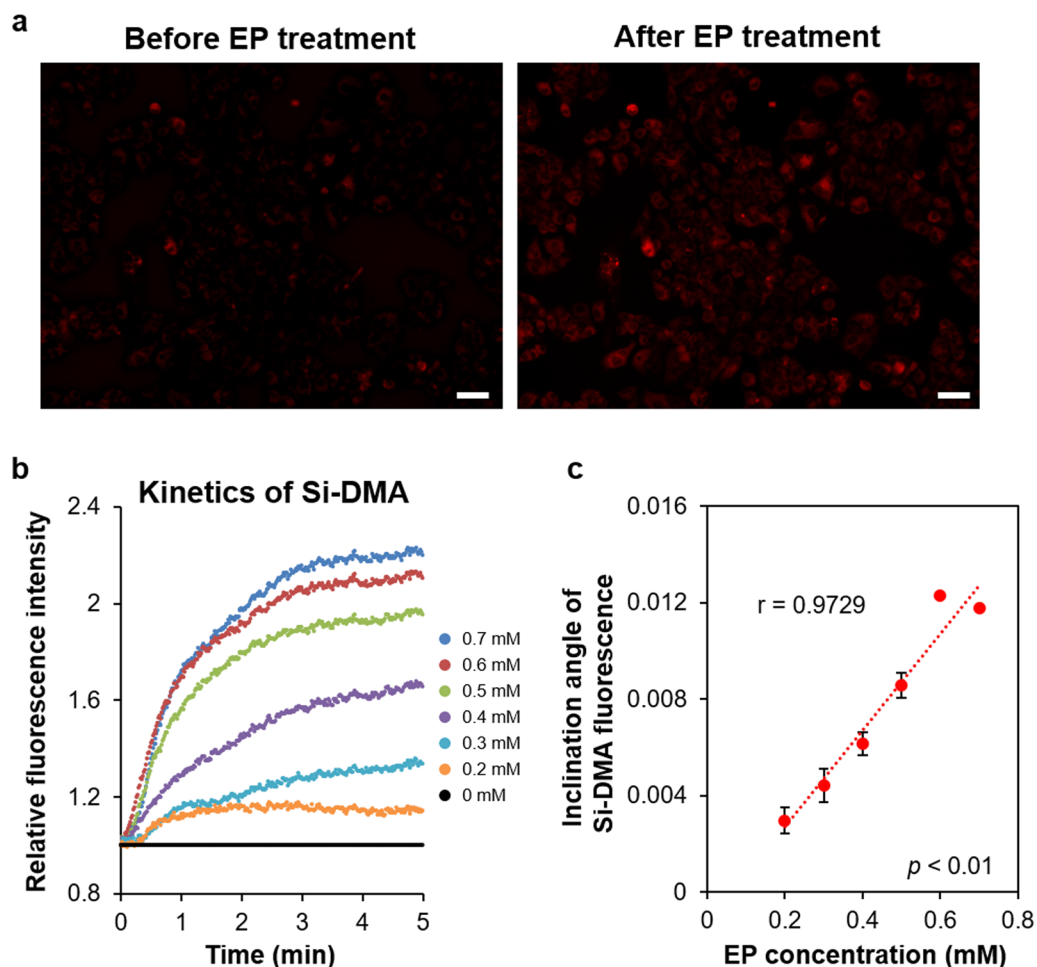 a
Before EP treatment
After EP treatment
b
Kinetics of Si-DMA
Relative fluorescence intensity
2.4
2
1.6
1.2
0.8
0
1
2
3
4
5
Time (min)
0.7 mM
0.6 mM
0.5 mM
0.4 mM
0.3 mM
0.2 mM
0 mM
c
Inclination angle of
Si-DMA fluorescence
0.016
0.012
0.008
0.004
0
r = 0.9729
p < 0.01
0
0.2
0.4
0.6
0.8
EP concentration (mM)